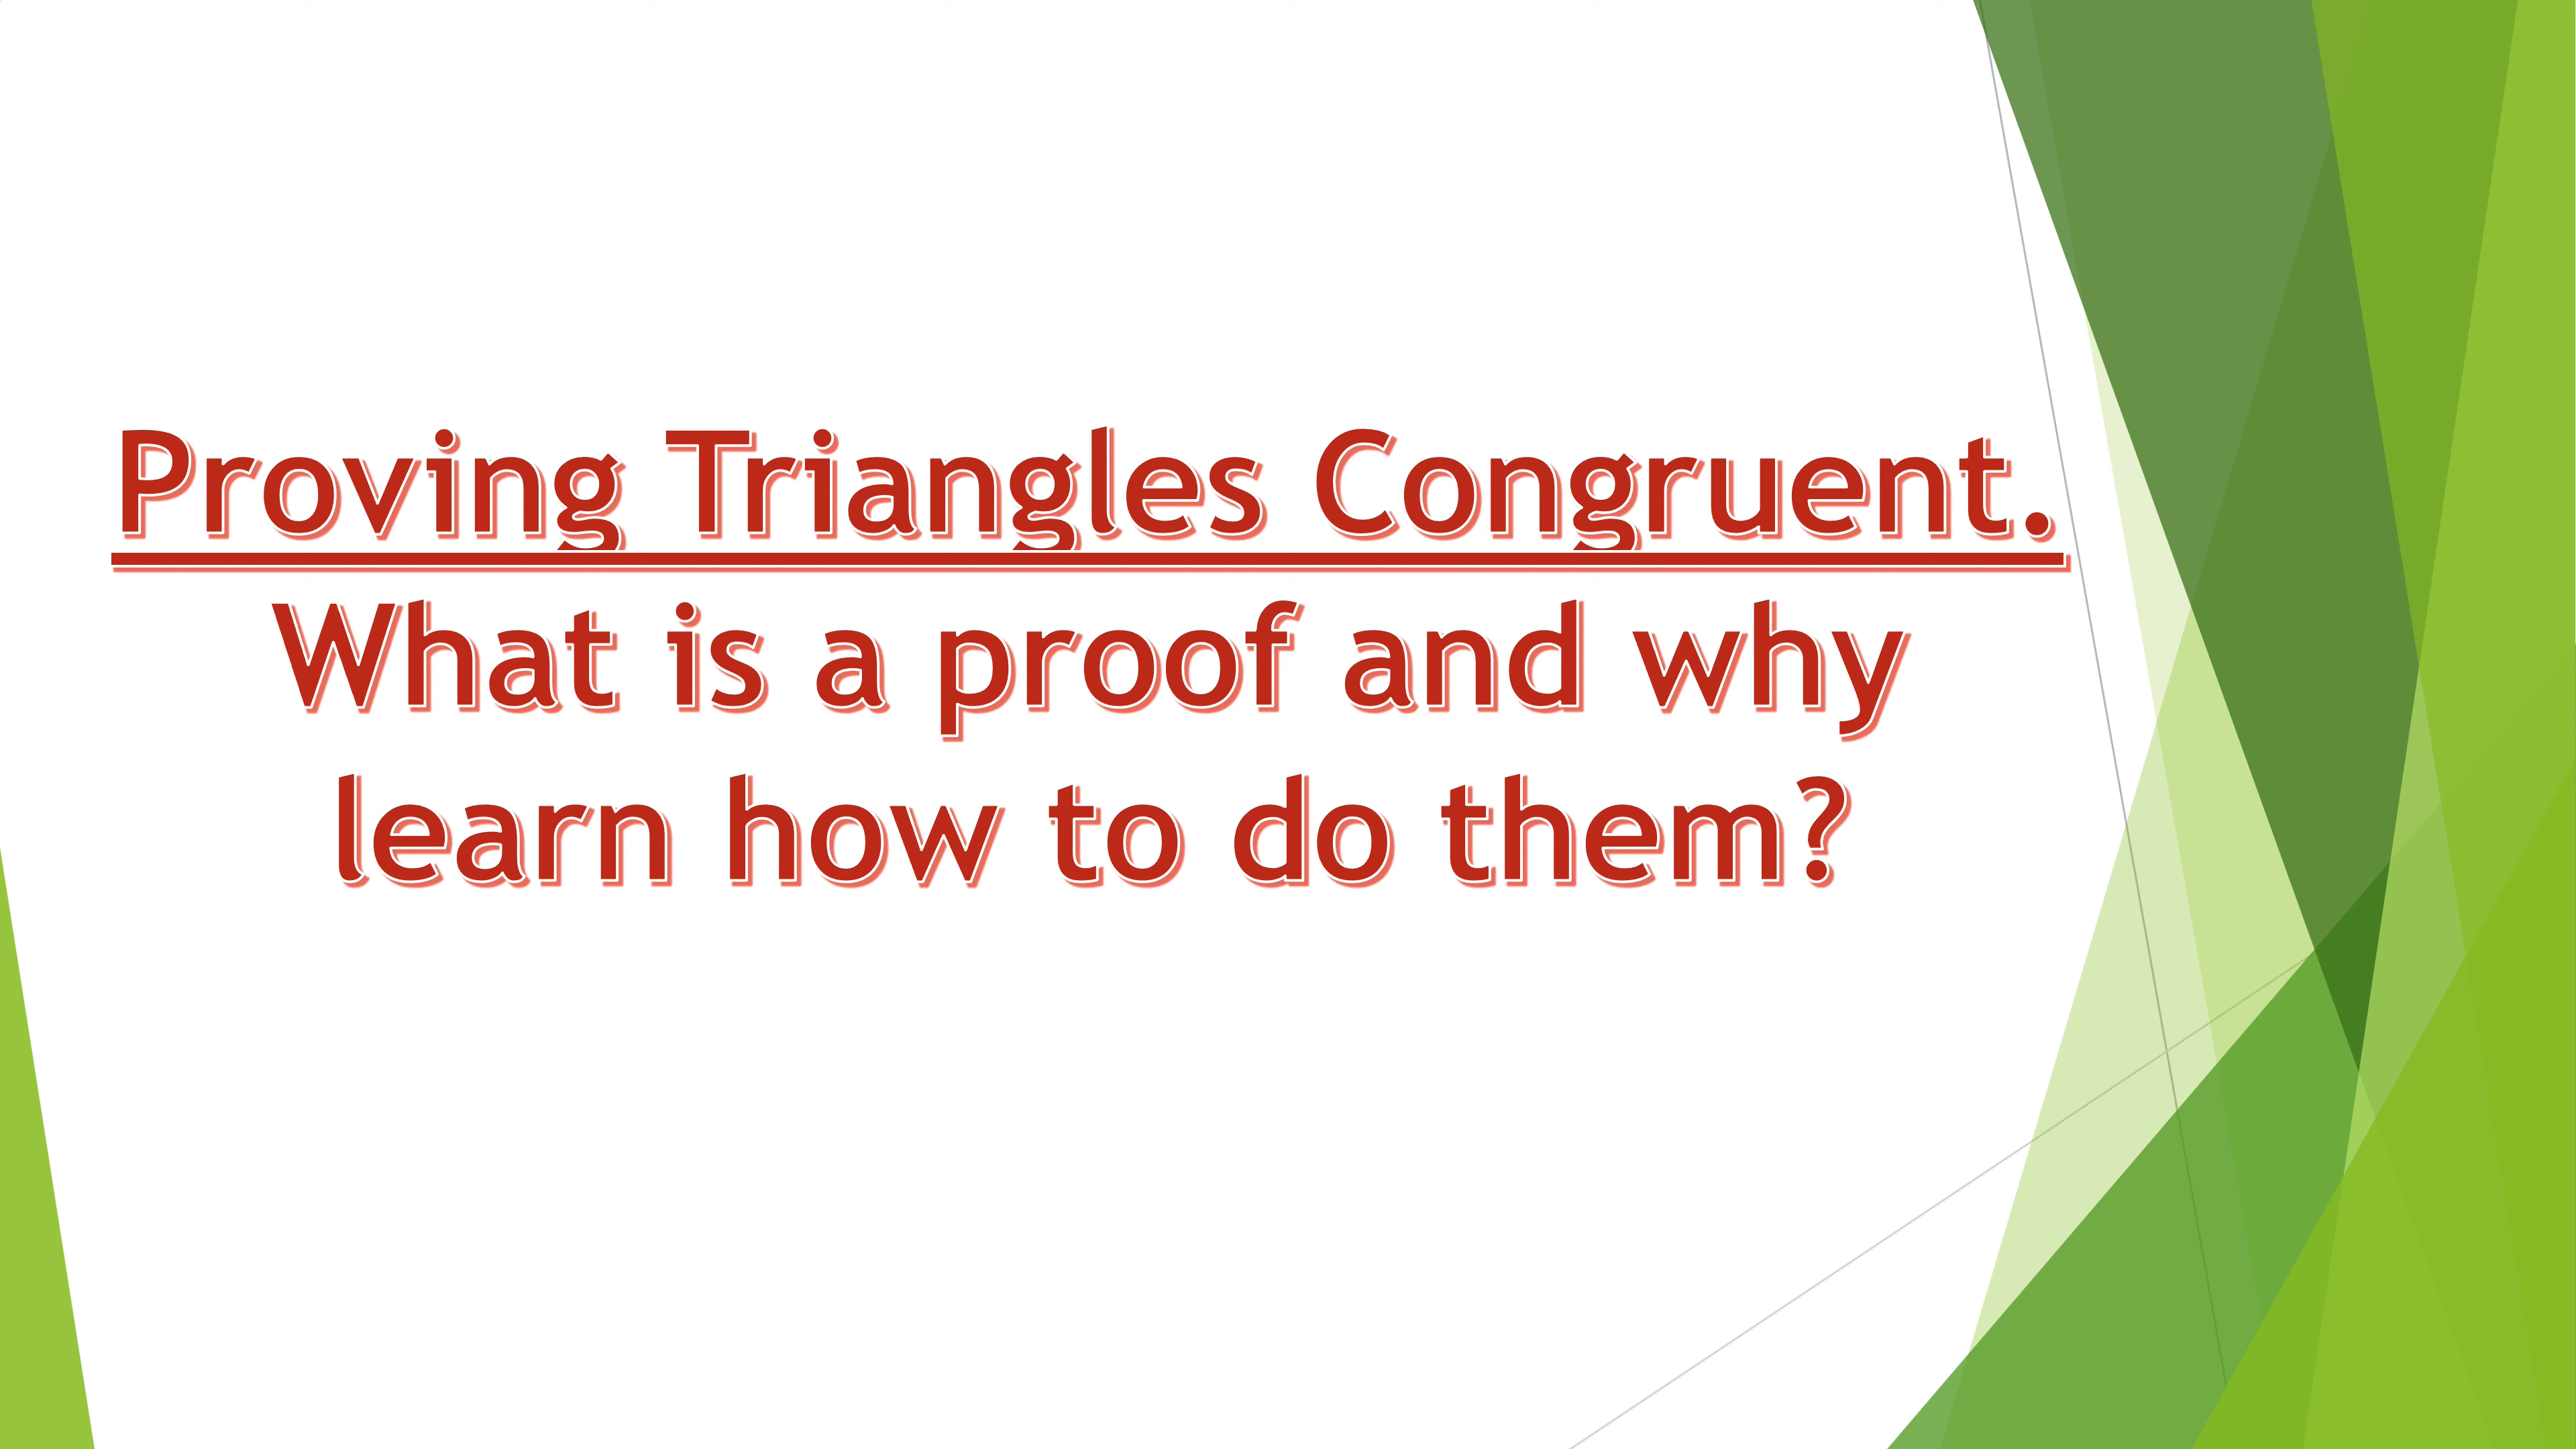 Proving Triangles Congruent.
What is a proof and why
learn how to do them?